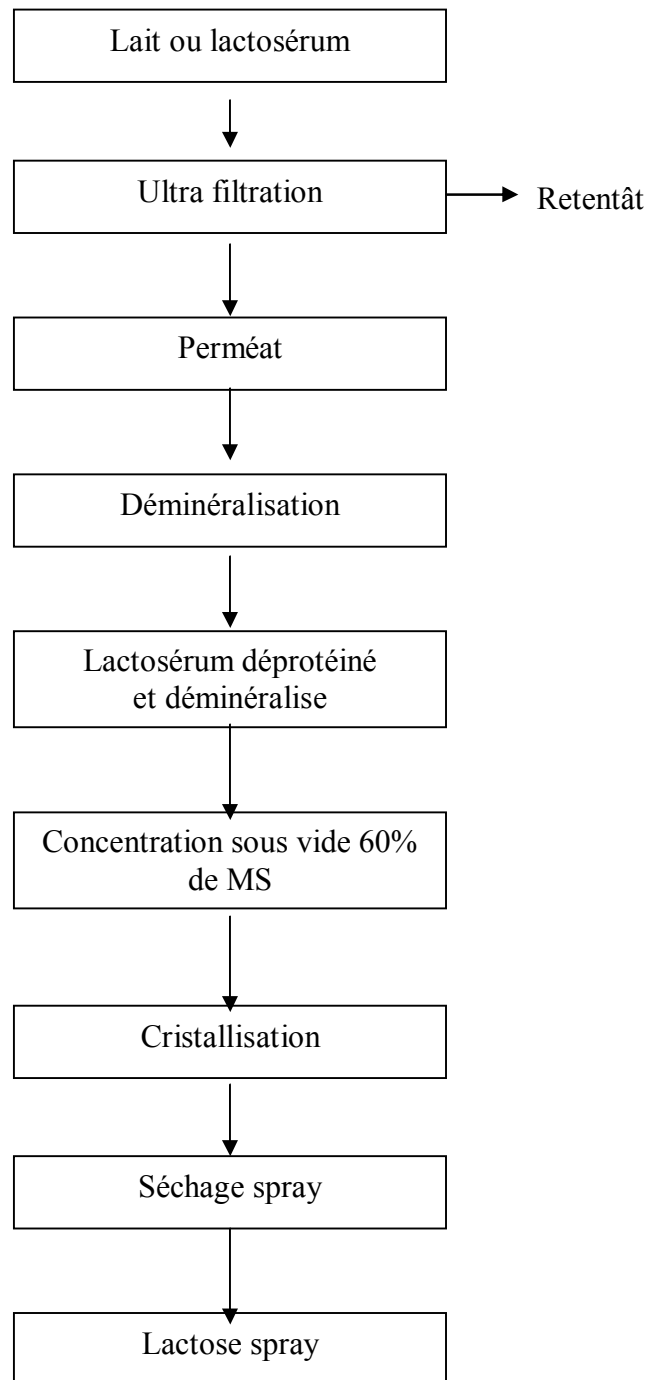 Lait ou lactosérum
Ultra filtration
Retentât
Perméat
Déminéralisation
Lactosérum déprotéiné
et déminéralise
Concentration sous vide 60%
de MS
Cristallisation
Séchage spray
Lactose spray